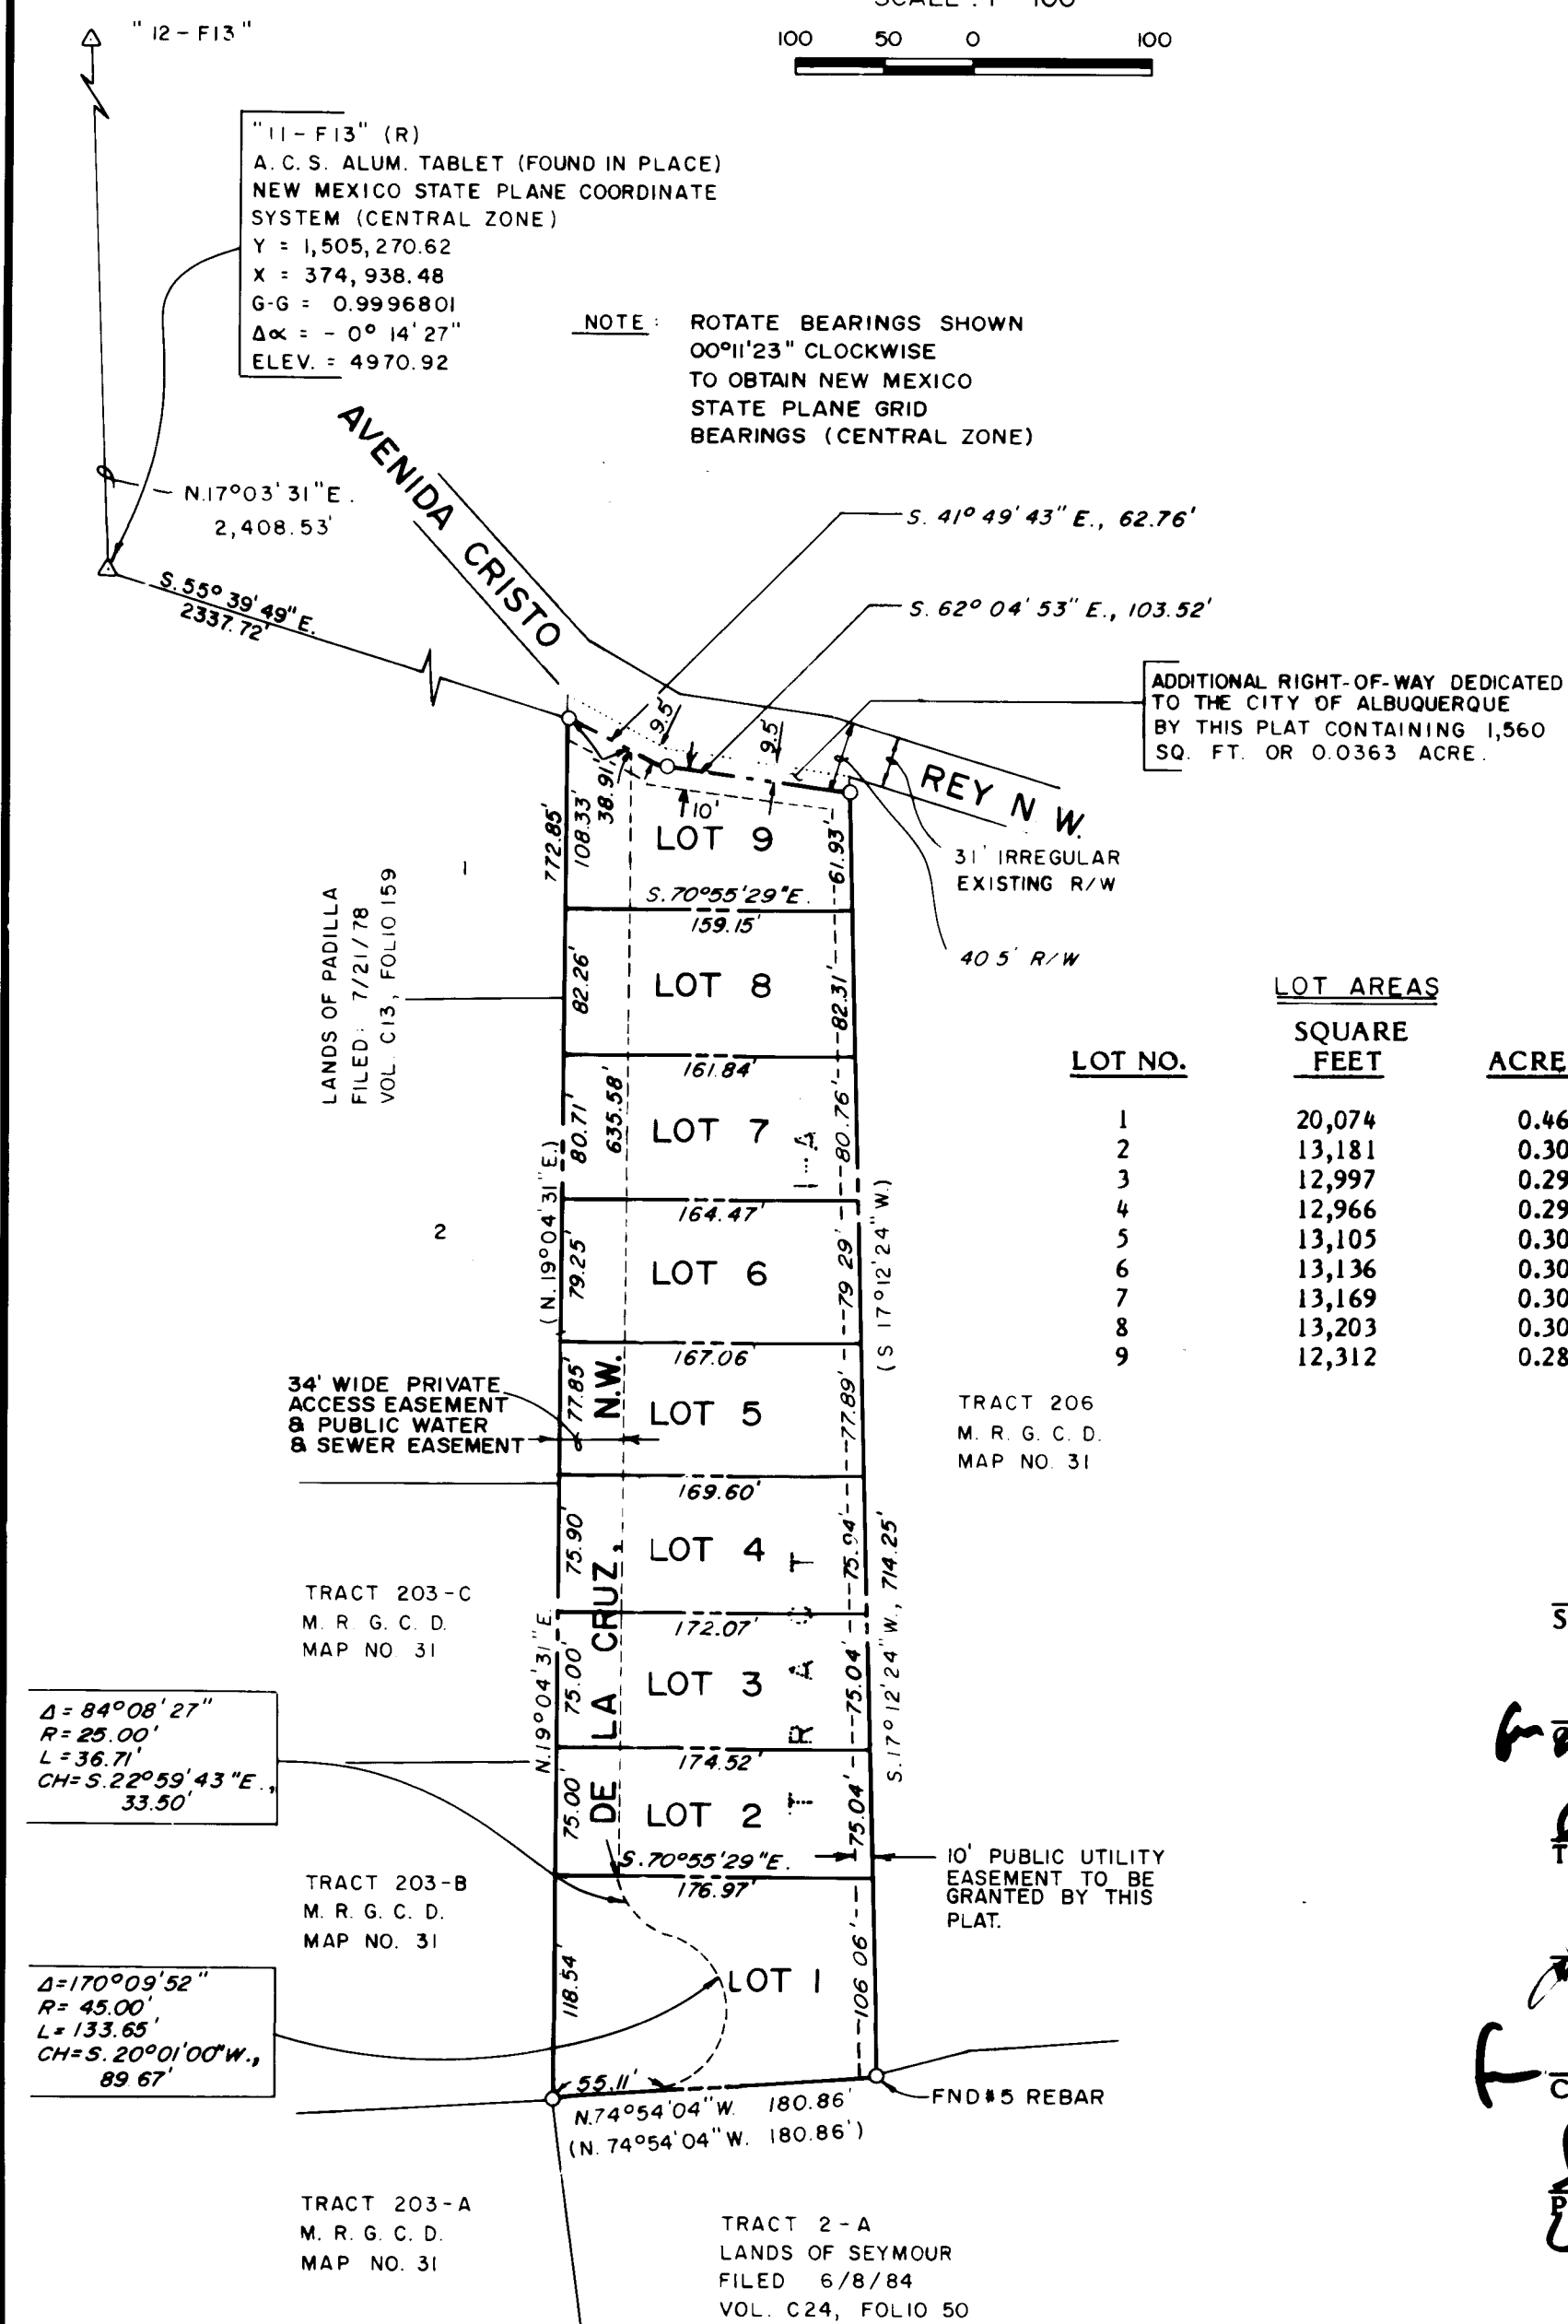 "12-F13"
100 50 0 100
"11-F13" (R)
A.C.S. ALUM. TABLET (FOUND IN PLACE)
NEW MEXICO STATE PLANE COORDINATE
SYSTEM (CENTRAL ZONE)
Y = 1,505,270.62
X = 374,938.48
G-G = 0.9996801
Δ∝ = - 0° 14' 27"
ELEV. = 4970.92
NOTE: ROTATE BEARINGS SHOWN
00°11'23" CLOCKWISE
TO OBTAIN NEW MEXICO
STATE PLANE GRID
BEARINGS (CENTRAL ZONE)
N.17°03'31"E.
2,408.53'
S.55°39'49"E.
2337.72'
AVENIDA CRISTO
REY N W.
S. 41° 49' 43" E., 62.76'
S. 62° 04' 53" E., 103.52'
ADDITIONAL RIGHT-OF-WAY DEDICATED
TO THE CITY OF ALBUQUERQUE
BY THIS PLAT CONTAINING 1,560
SQ. FT. OR 0.0363 ACRE.
9.5'
9.5'
10'
31' IRREGULAR
EXISTING R/W
40 5' R/W
772.85'
108.33'
38.91'
LOT 9
61.93'
S.70°55'29"E.
159.15'
1
LANDS OF PADILLA
FILED: 7/21/78
VOL. C13, FOLIO 159
82.26'
LOT 8
82.31'
161.84'
80.71'
635.58'
LOT 7
80.76'
164.47'
(N.19°04'31"E.)
2
79.25'
LOT 6
79 29'
(S 17°12'24"W.)
167.06'
34' WIDE PRIVATE
ACCESS EASEMENT
& PUBLIC WATER
& SEWER EASEMENT
77.85'
LOT 5
77.89'
169.60'
TRACT 206
M. R. G. C. D.
MAP NO. 31
75.90'
LOT 4
75.94'
172.07'
TRACT 203-C
M. R. G. C. D.
MAP NO. 31
N.19°04'31"E.
75.00'
LOT 3
75.04'
174.52'
S.17°12'24"W., 714.25'
DE LA CRUZ, N.W.
TRACT 1-A
75.00'
LOT 2
75.04'
S.70°55'29"E.
176.97'
10' PUBLIC UTILITY
EASEMENT TO BE
GRANTED BY THIS
PLAT.
Δ = 84°08'27"
R = 25.00'
L = 36.71'
CH=S.22°59'43"E.,
33.50'
TRACT 203-B
M. R. G. C. D.
MAP NO. 31
118.54'
LOT 1
106 06'
Δ=170°09'52"
R= 45.00'
L= 133.65'
CH=S.20°01'00"W.,
89.67'
55.11'
N.74°54'04"W. 180.86'
(N.74°54'04"W. 180.86')
FND#5 REBAR
TRACT 203-A
M. R. G. C. D.
MAP NO. 31
TRACT 2-A
LANDS OF SEYMOUR
FILED 6/8/84
VOL. C24, FOLIO 50
LOT AREAS
LOT NO. SQUARE FEET ACRE
1 20,074 0.46
2 13,181 0.30
3 12,997 0.29
4 12,966 0.29
5 13,105 0.30
6 13,136 0.30
7 13,169 0.30
8 13,203 0.30
9 12,312 0.28